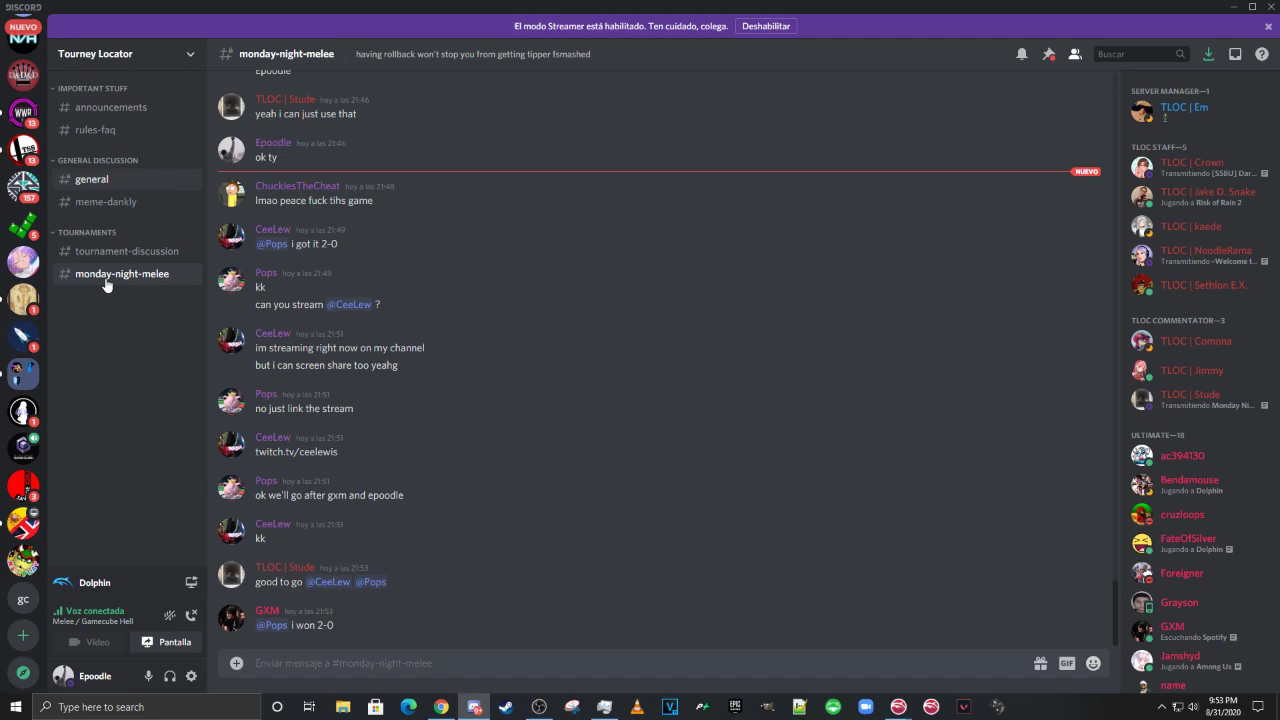 DISCORD
El modo Streamer está habilitado. Ten cuidado, colega.
Deshabilitar
NUEVO
N/A
WWR
13
TSS
13
157
5
1
1
1
3
gc
Tourney Locator
IMPORTANT STUFF
# announcements
# rules-faq
GENERAL DISCUSSION
# general
# meme-dankly
TOURNAMENTS
# tournament-discussion
# monday-night-melee
Dolphin
Voz conectada
Melee / Gamecube Hell
Video
Pantalla
Epoodle
monday-night-melee
having rollback won't stop you from getting tipper fsmashed
Buscar
Epoodle
TLOC | Stude hoy a las 21:46
yeah i can just use that
Epoodle hoy a las 21:46
ok ty
NUEVO
ChucklesTheCheat hoy a las 21:48
lmao peace fuck tihs game
CeeLew hoy a las 21:49
@Pops i got it 2-0
Pops hoy a las 21:49
kk
can you stream @CeeLew ?
CeeLew hoy a las 21:51
im streaming right now on my channel
but i can screen share too yeahg
Pops hoy a las 21:51
no just link the stream
CeeLew hoy a las 21:51
twitch.tv/ceelewis
Pops hoy a las 21:51
ok we'll go after gxm and epoodle
CeeLew hoy a las 21:51
kk
TLOC | Stude hoy a las 21:53
good to go @CeeLew @Pops
GXM hoy a las 21:53
@Pops i won 2-0
Enviar mensaje a #monday-night-melee
GIF
SERVER MANAGER—1
TLOC | Em
TLOC STAFF—5
TLOC | Crown
Transmitiendo [SSBU] Dar...
TLOC | Jake D. Snake
Jugando a Risk of Rain 2
TLOC | kaede
TLOC | NoodleRama
Transmitiendo ~Welcome t...
TLOC | Sethlon E.X.
TLOC COMMENTATOR—3
TLOC | Comona
TLOC | Jimmy
TLOC | Stude
Transmitiendo Monday Ni...
ULTIMATE—18
ac394130
Bendamouse
Jugando a Dolphin
cruzloops
FateOfSilver
Jugando a Dolphin
Foreigner
Grayson
GXM
Escuchando Spotify
Jamshyd
Jugando a Among Us
name
Type here to search
EPIC
9:53 PM
8/31/2020